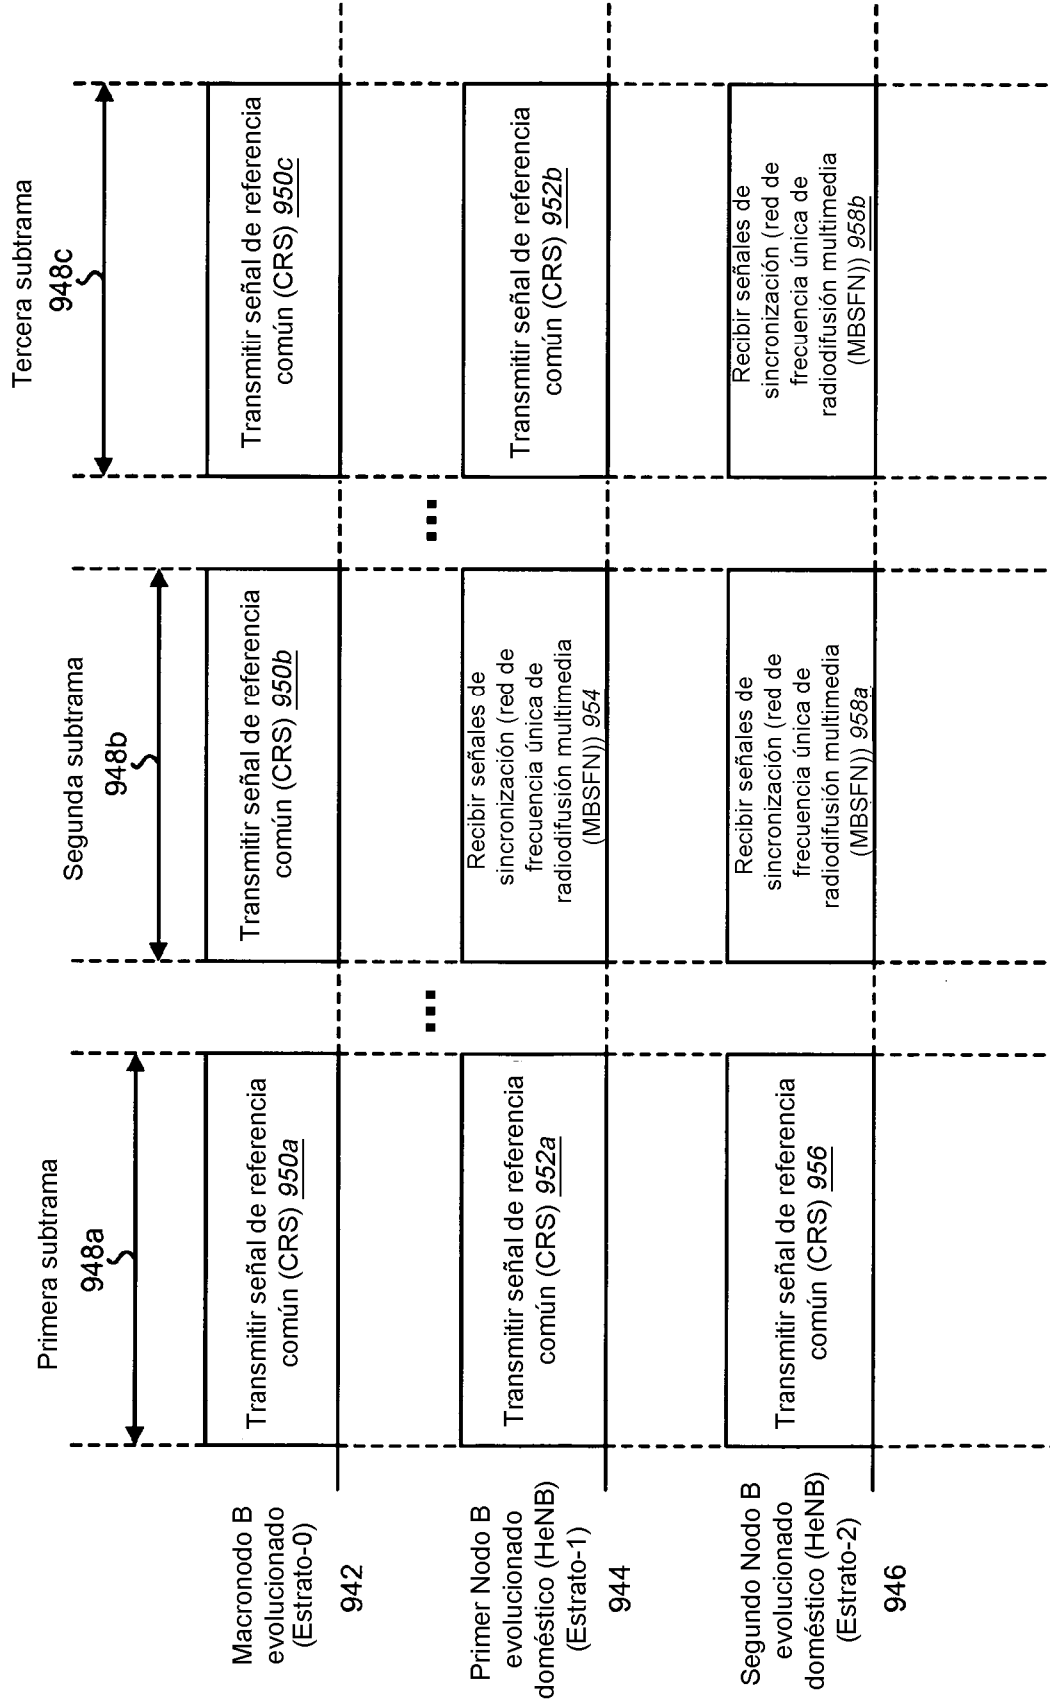 Primera subtrama
948a
Segunda subtrama
948b
Tercera subtrama
948c
Macronodo B
evolucionado
(Estrato-0)
942
Transmitir señal de referencia
común (CRS) 950a
Transmitir señal de referencia
común (CRS) 950b
Transmitir señal de referencia
común (CRS) 950c
...
...
Primer Nodo B
evolucionado
doméstico (HeNB)
(Estrato-1)
944
Transmitir señal de referencia
común (CRS) 952a
Recibir señales de
sincronización (red de
frecuencia única de
radiodifusión multimedia
(MBSFN)) 954
Transmitir señal de referencia
común (CRS) 952b
Segundo Nodo B
evolucionado
doméstico (HeNB)
(Estrato-2)
946
Transmitir señal de referencia
común (CRS) 956
Recibir señales de
sincronización (red de
frecuencia única de
radiodifusión multimedia
(MBSFN)) 958a
Recibir señales de
sincronización (red de
frecuencia única de
radiodifusión multimedia
(MBSFN)) 958b